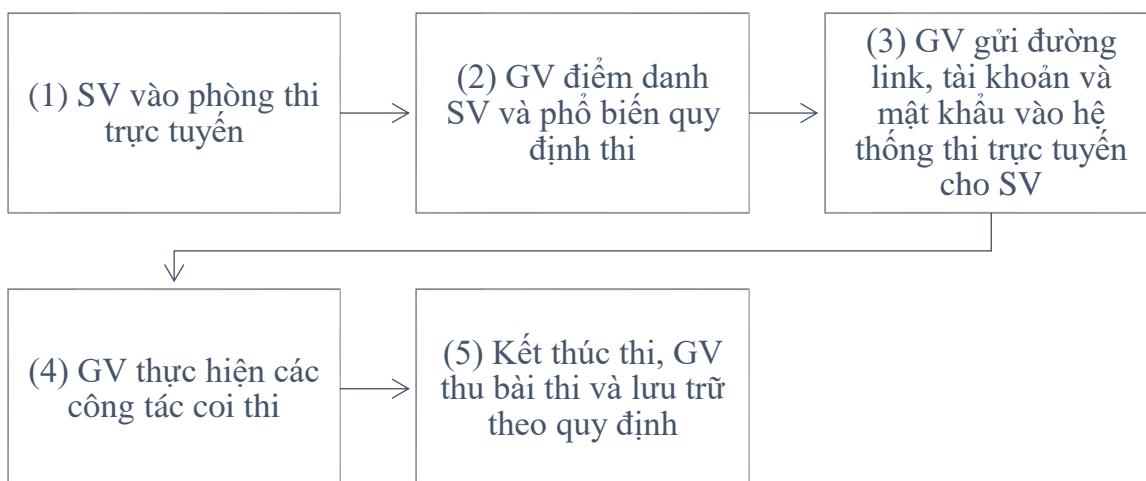 (1) SV vào phòng thi
trực tuyến
(2) GV điểm danh
SV và phổ biến quy
định thi
(3) GV gửi đường
link, tài khoản và
mật khẩu vào hệ
thống thi trực tuyến
cho SV
(4) GV thực hiện các
công tác coi thi
(5) Kết thúc thi, GV
thu bài thi và lưu trữ
theo quy định